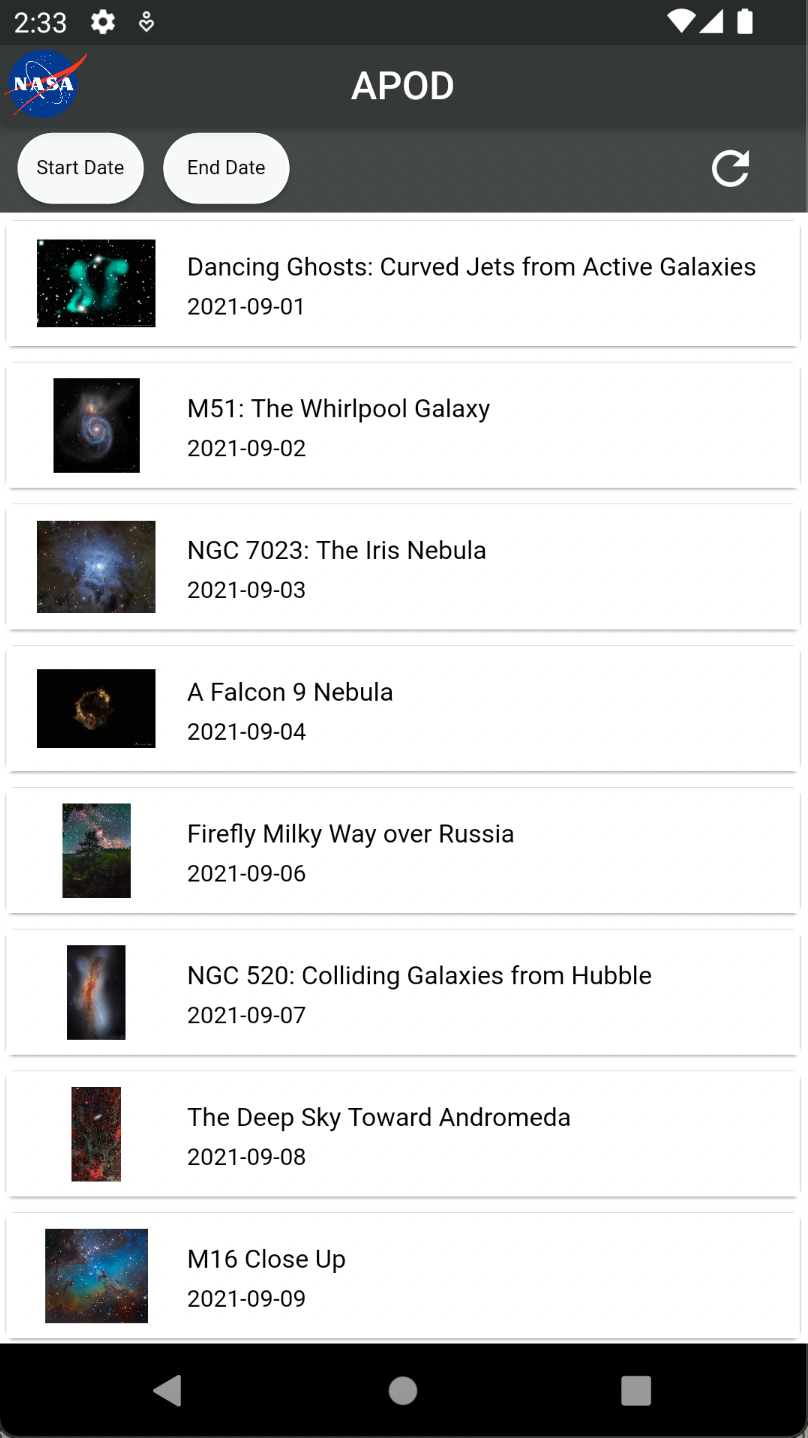 2:33
NASA
APOD
Start Date
End Date
Dancing Ghosts: Curved Jets from Active Galaxies
2021-09-01
M51: The Whirlpool Galaxy
2021-09-02
NGC 7023: The Iris Nebula
2021-09-03
A Falcon 9 Nebula
2021-09-04
Firefly Milky Way over Russia
2021-09-06
NGC 520: Colliding Galaxies from Hubble
2021-09-07
The Deep Sky Toward Andromeda
2021-09-08
M16 Close Up
2021-09-09